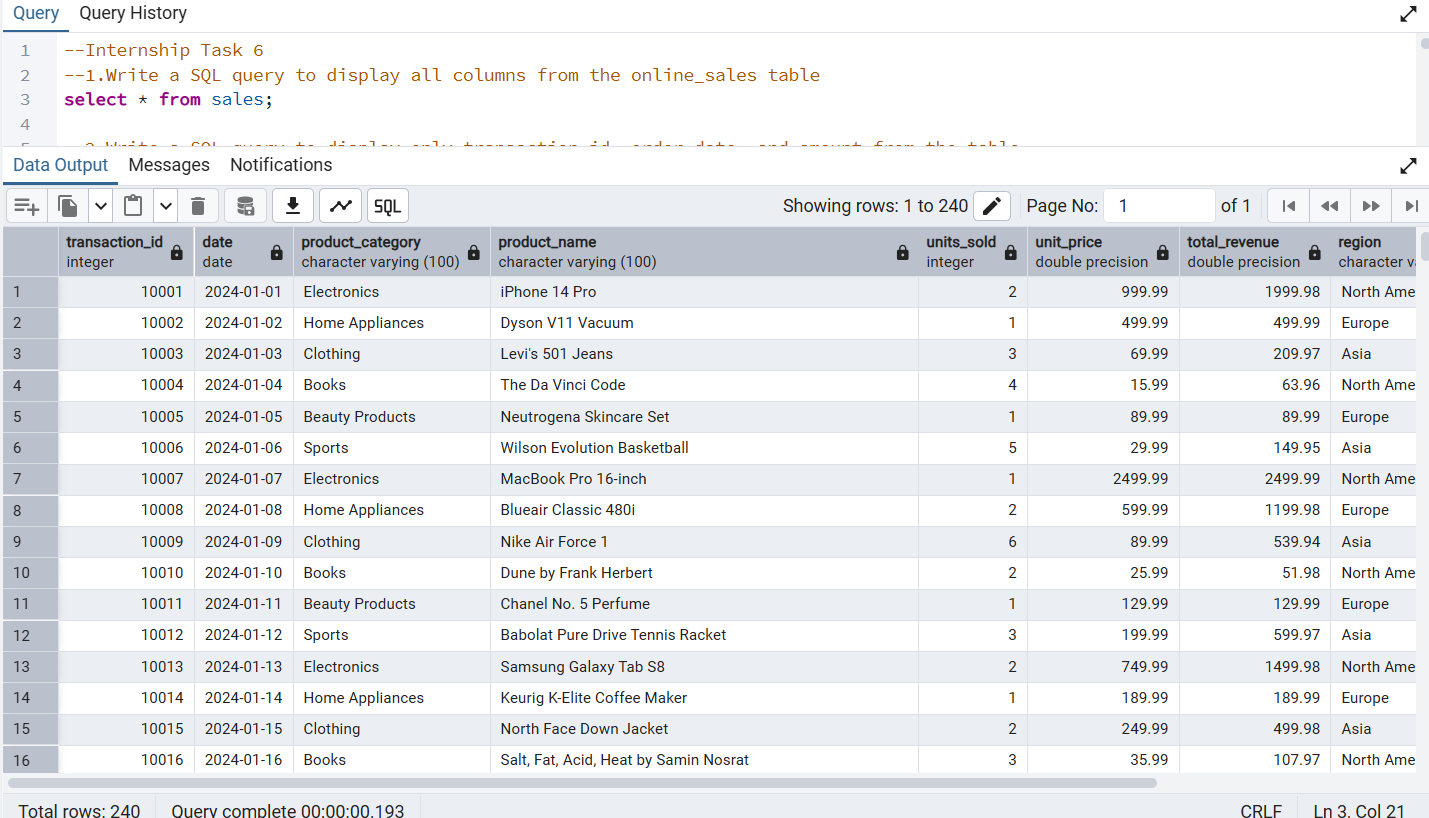 Query Query History
1 --Internship Task 6
2 --1.Write a SQL query to display all columns from the online_sales table
3 select * from sales;
4
Data Output Messages Notifications
SQL Showing rows: 1 to 240 Page No: 1 of 1
transaction_id date product_category product_name units_sold unit_price total_revenue region
integer date character varying (100) character varying (100) integer double precision double precision character va
1 10001 2024-01-01 Electronics iPhone 14 Pro 2 999.99 1999.98 North Ame
2 10002 2024-01-02 Home Appliances Dyson V11 Vacuum 1 499.99 499.99 Europe
3 10003 2024-01-03 Clothing Levi's 501 Jeans 3 69.99 209.97 Asia
4 10004 2024-01-04 Books The Da Vinci Code 4 15.99 63.96 North Ame
5 10005 2024-01-05 Beauty Products Neutrogena Skincare Set 1 89.99 89.99 Europe
6 10006 2024-01-06 Sports Wilson Evolution Basketball 5 29.99 149.95 Asia
7 10007 2024-01-07 Electronics MacBook Pro 16-inch 1 2499.99 2499.99 North Ame
8 10008 2024-01-08 Home Appliances Blueair Classic 480i 2 599.99 1199.98 Europe
9 10009 2024-01-09 Clothing Nike Air Force 1 6 89.99 539.94 Asia
10 10010 2024-01-10 Books Dune by Frank Herbert 2 25.99 51.98 North Ame
11 10011 2024-01-11 Beauty Products Chanel No. 5 Perfume 1 129.99 129.99 Europe
12 10012 2024-01-12 Sports Babolat Pure Drive Tennis Racket 3 199.99 599.97 Asia
13 10013 2024-01-13 Electronics Samsung Galaxy Tab S8 2 749.99 1499.98 North Ame
14 10014 2024-01-14 Home Appliances Keurig K-Elite Coffee Maker 1 189.99 189.99 Europe
15 10015 2024-01-15 Clothing North Face Down Jacket 2 249.99 499.98 Asia
16 10016 2024-01-16 Books Salt, Fat, Acid, Heat by Samin Nosrat 3 35.99 107.97 North Ame
Total rows: 240 Query complete 00:00:00.193 CRLF Ln 3, Col 21